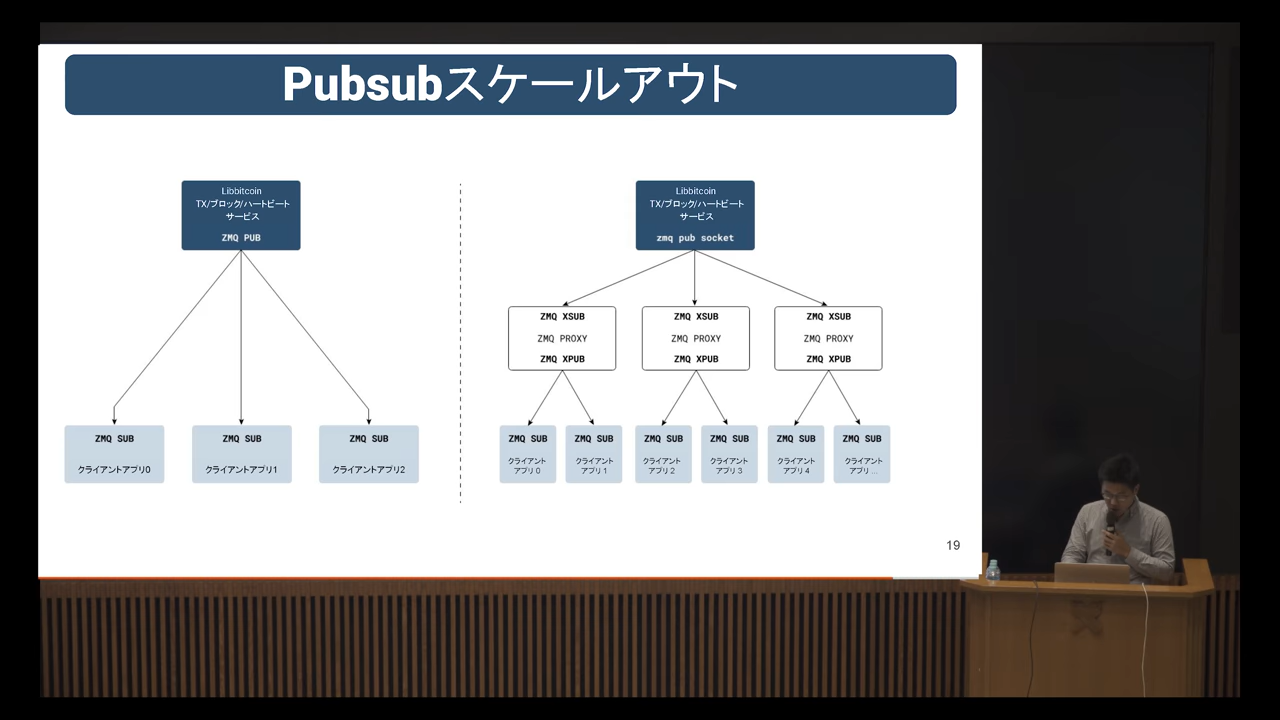 Pubsubスケールアウト
Libbitcoin
TX/ブロック/ハートビート
サービス
ZMQ PUB
ZMQ SUB
クライアントアプリ0
ZMQ SUB
クライアントアプリ1
ZMQ SUB
クライアントアプリ2
Libbitcoin
TX/ブロック/ハートビート
サービス
zmq pub socket
ZMQ XSUB
ZMQ PROXY
ZMQ XPUB
ZMQ XSUB
ZMQ PROXY
ZMQ XPUB
ZMQ XSUB
ZMQ PROXY
ZMQ XPUB
ZMQ SUB
クライアント
アプリ 0
ZMQ SUB
クライアント
アプリ 1
ZMQ SUB
クライアント
アプリ 2
ZMQ SUB
クライアント
アプリ 3
ZMQ SUB
クライアント
アプリ 4
ZMQ SUB
クライアント
アプリ ...
19